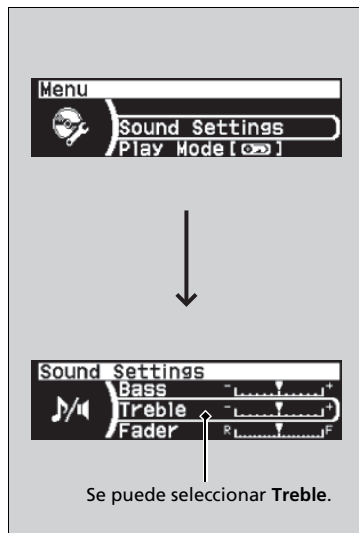 Menu
Sound Settings
Play Mode[ ]
Sound Settings
Bass - +
Treble - +
Fader R F
Se puede seleccionar Treble.